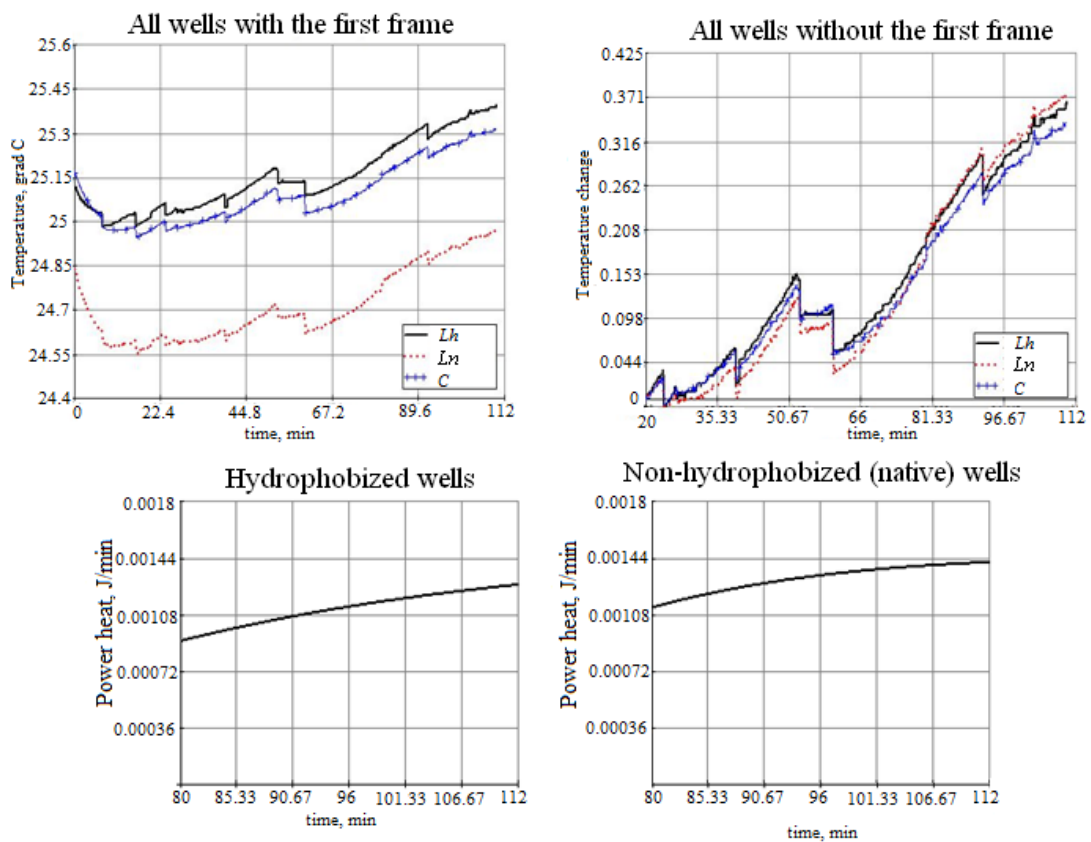 All wells with the first frame
25.6
25.45
25.3
25.15
25
24.85
24.7
24.55
24.4
Temperature, grad C
0 22.4 44.8 67.2 89.6 112
time, min
Lh
Ln
C
All wells without the first frame
0.425
0.371
0.316
0.262
0.208
0.153
0.098
0.044
0
Temperature change
20 35.33 50.67 66 81.33 96.67 112
time, min
Lh
Ln
C
Hydrophobized wells
0.0018
0.00144
0.00108
0.00072
0.00036
Power heat, J/min
80 85.33 90.67 96 101.33 106.67 112
time, min
Non-hydrophobized (native) wells
0.0018
0.00144
0.00108
0.00072
0.00036
Power heat, J/min
80 85.33 90.67 96 101.33 106.67 112
time, min